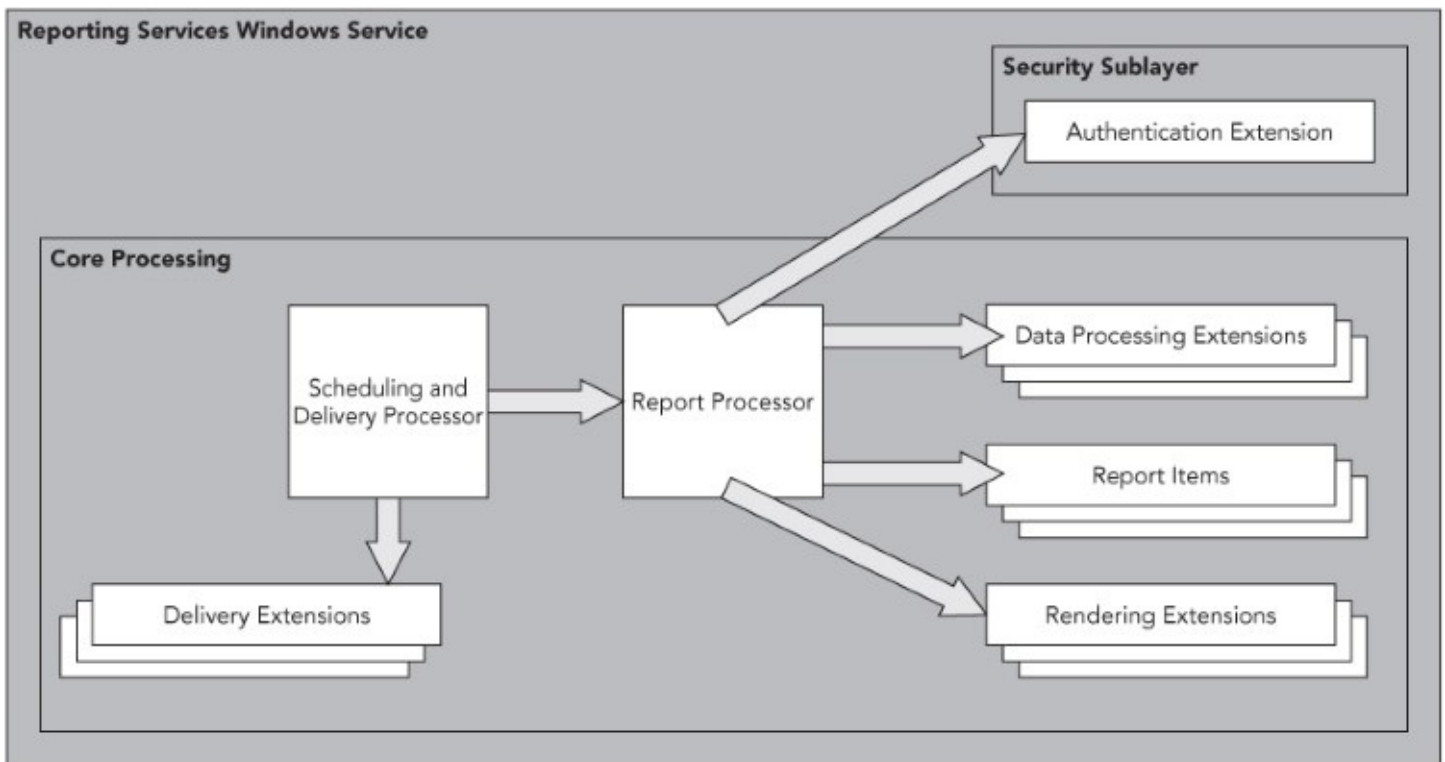 Reporting Services Windows Service
Security Sublayer
Authentication Extension
Core Processing
Scheduling and
Delivery Processor
Report Processor
Data Processing Extensions
Report Items
Delivery Extensions
Rendering Extensions